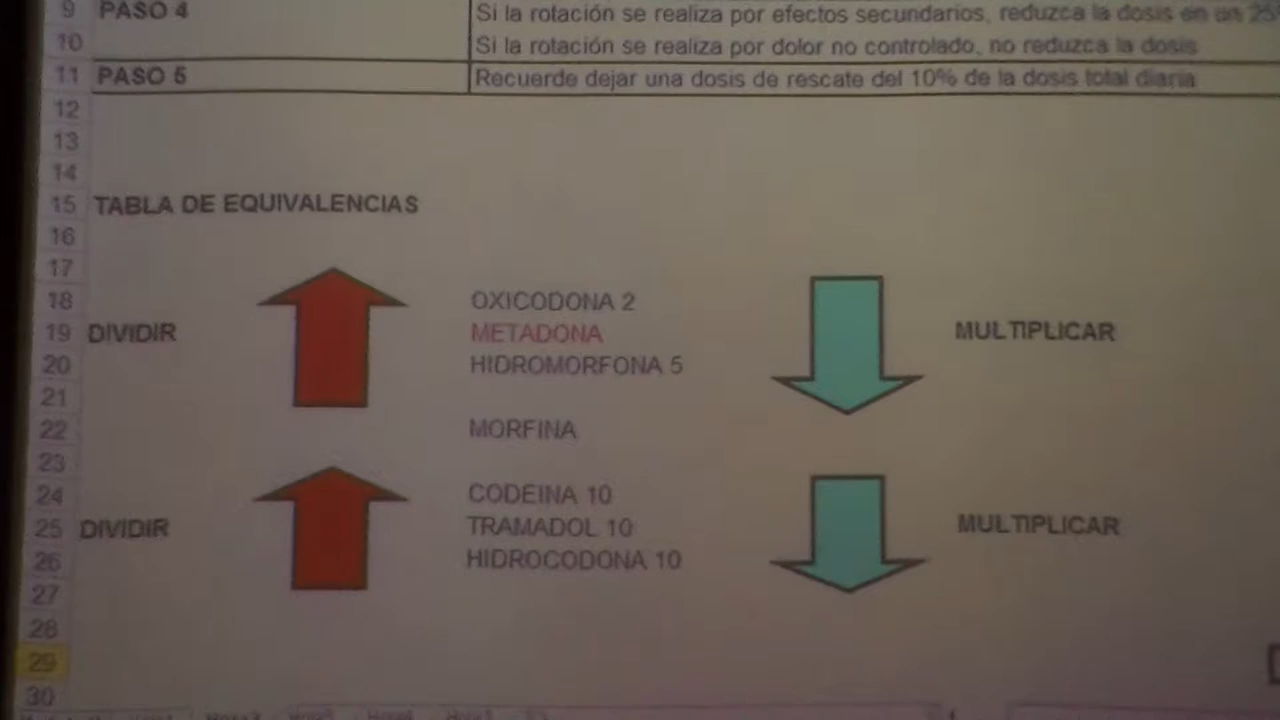 9 PASO 4 Si la rotación se realiza por efectos secundarios, reduzca la dosis en un 25
10 Si la rotación se realiza por dolor no controlado, no reduzca la dosis
11 PASO 5 Recuerde dejar una dosis de rescate del 10% de la dosis total diaria
12
13
14
15 TABLA DE EQUIVALENCIAS
16
17
18 OXICODONA 2
19 DIVIDIR METADONA MULTIPLICAR
20 HIDROMORFONA 5
21
22 MORFINA
23
24 CODEINA 10
25 DIVIDIR TRAMADOL 10 MULTIPLICAR
26 HIDROCODONA 10
27
28
29
30